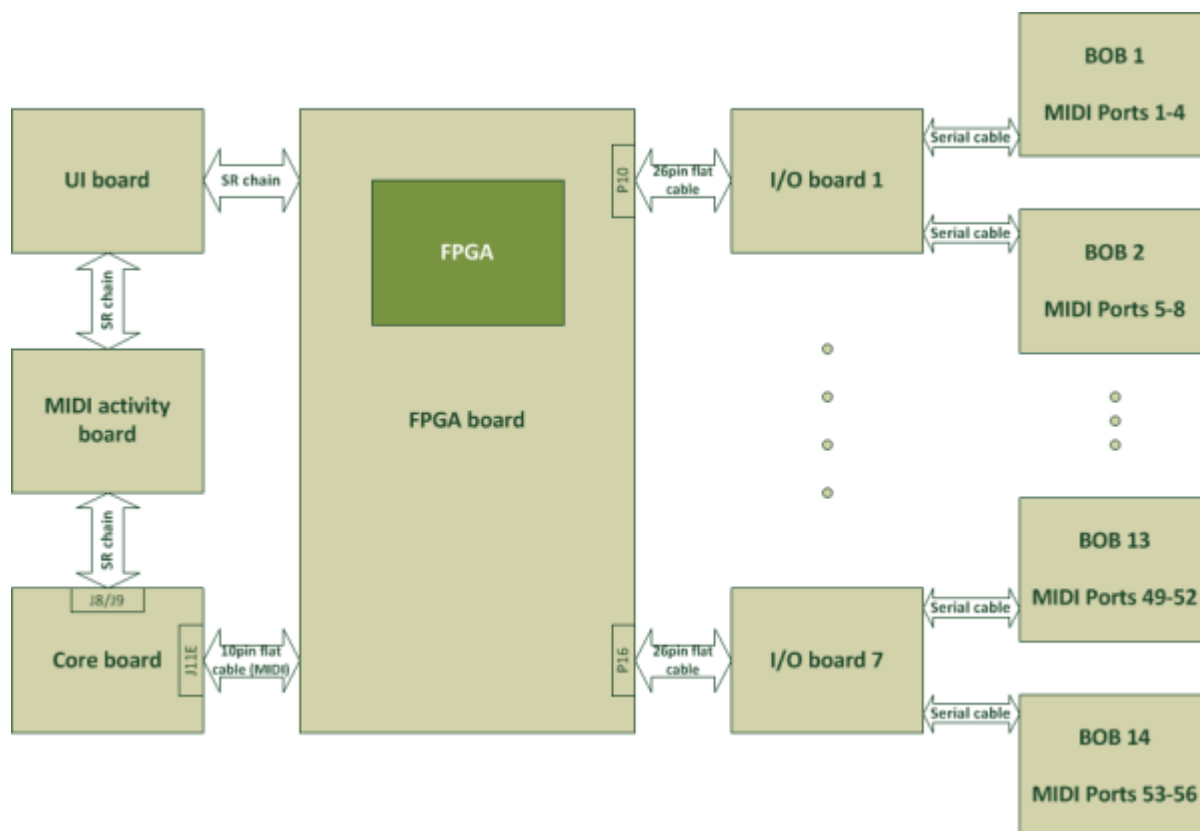 UI board
SR chain
SR chain
MIDI activity
board
SR chain
J8/J9
Core board
J11E
10pin flat
cable (MIDI)
FPGA
FPGA board
P10
26pin flat
cable
P16
26pin flat
cable
I/O board 1
I/O board 7
Serial cable
Serial cable
Serial cable
Serial cable
BOB 1
MIDI Ports 1-4
BOB 2
MIDI Ports 5-8
BOB 13
MIDI Ports 49-52
BOB 14
MIDI Ports 53-56